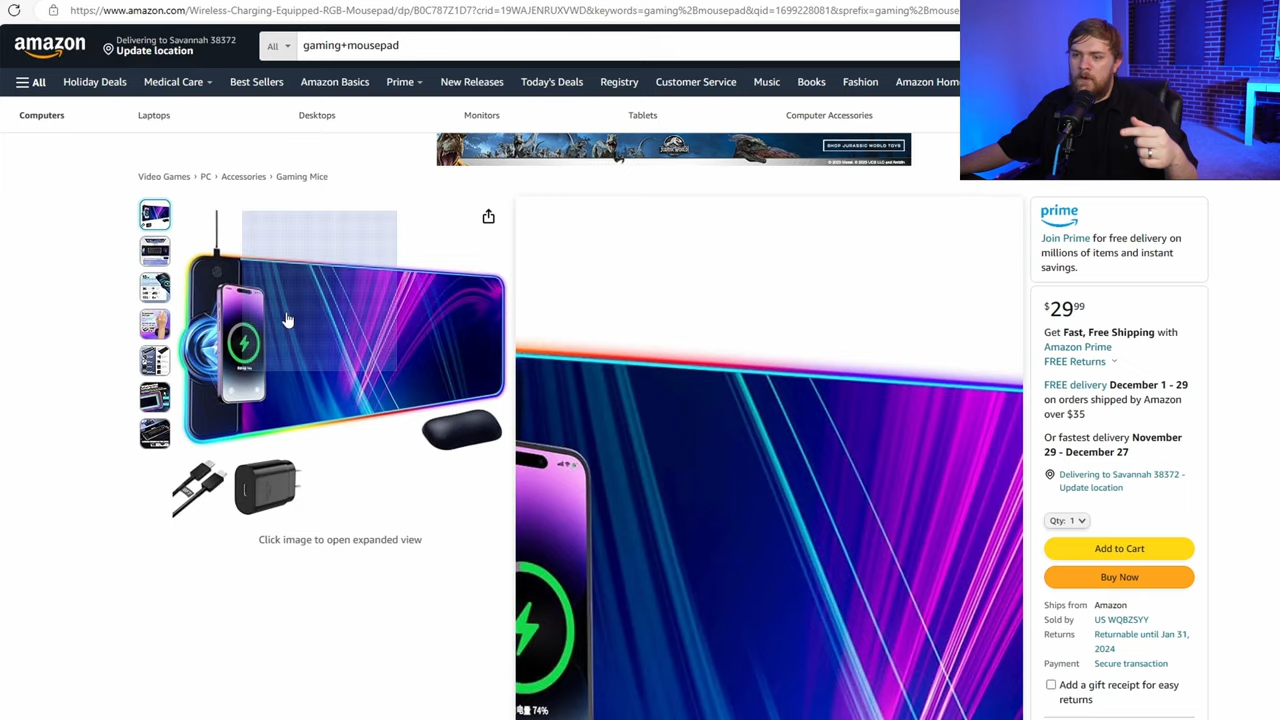 https://www.amazon.com/Wireless-Charging-Equipped-RGB-Mousepad/dp/B0C787Z1D7?crid=19WAJENRUXVWD&keywords=gaming%2Bmousepad&qid=1699228081&sprefix=gaming%2Bmouse
amazon
Delivering to Savannah 38372
Update location
All
gaming+mousepad
All
Holiday Deals
Medical Care
Best Sellers
Amazon Basics
Prime
New Releases
Today's Deals
Registry
Customer Service
Music
Books
Fashion
Amazon Hom
Computers
Laptops
Desktops
Monitors
Tablets
Computer Accessories
SHOP JURASSIC WORLD TOYS
Video Games › PC › Accessories › Gaming Mice
Click image to open expanded view
电量 74%
prime
Join Prime for free delivery on
millions of items and instant
savings.
$29.99
Get Fast, Free Shipping with
Amazon Prime
FREE Returns
FREE delivery December 1 - 29
on orders shipped by Amazon
over $35
Or fastest delivery November
29 - December 27
Delivering to Savannah 38372 -
Update location
Qty: 1
Add to Cart
Buy Now
Ships from Amazon
Sold by US WQBZSYY
Returns Returnable until Jan 31,
2024
Payment Secure transaction
Add a gift receipt for easy
returns